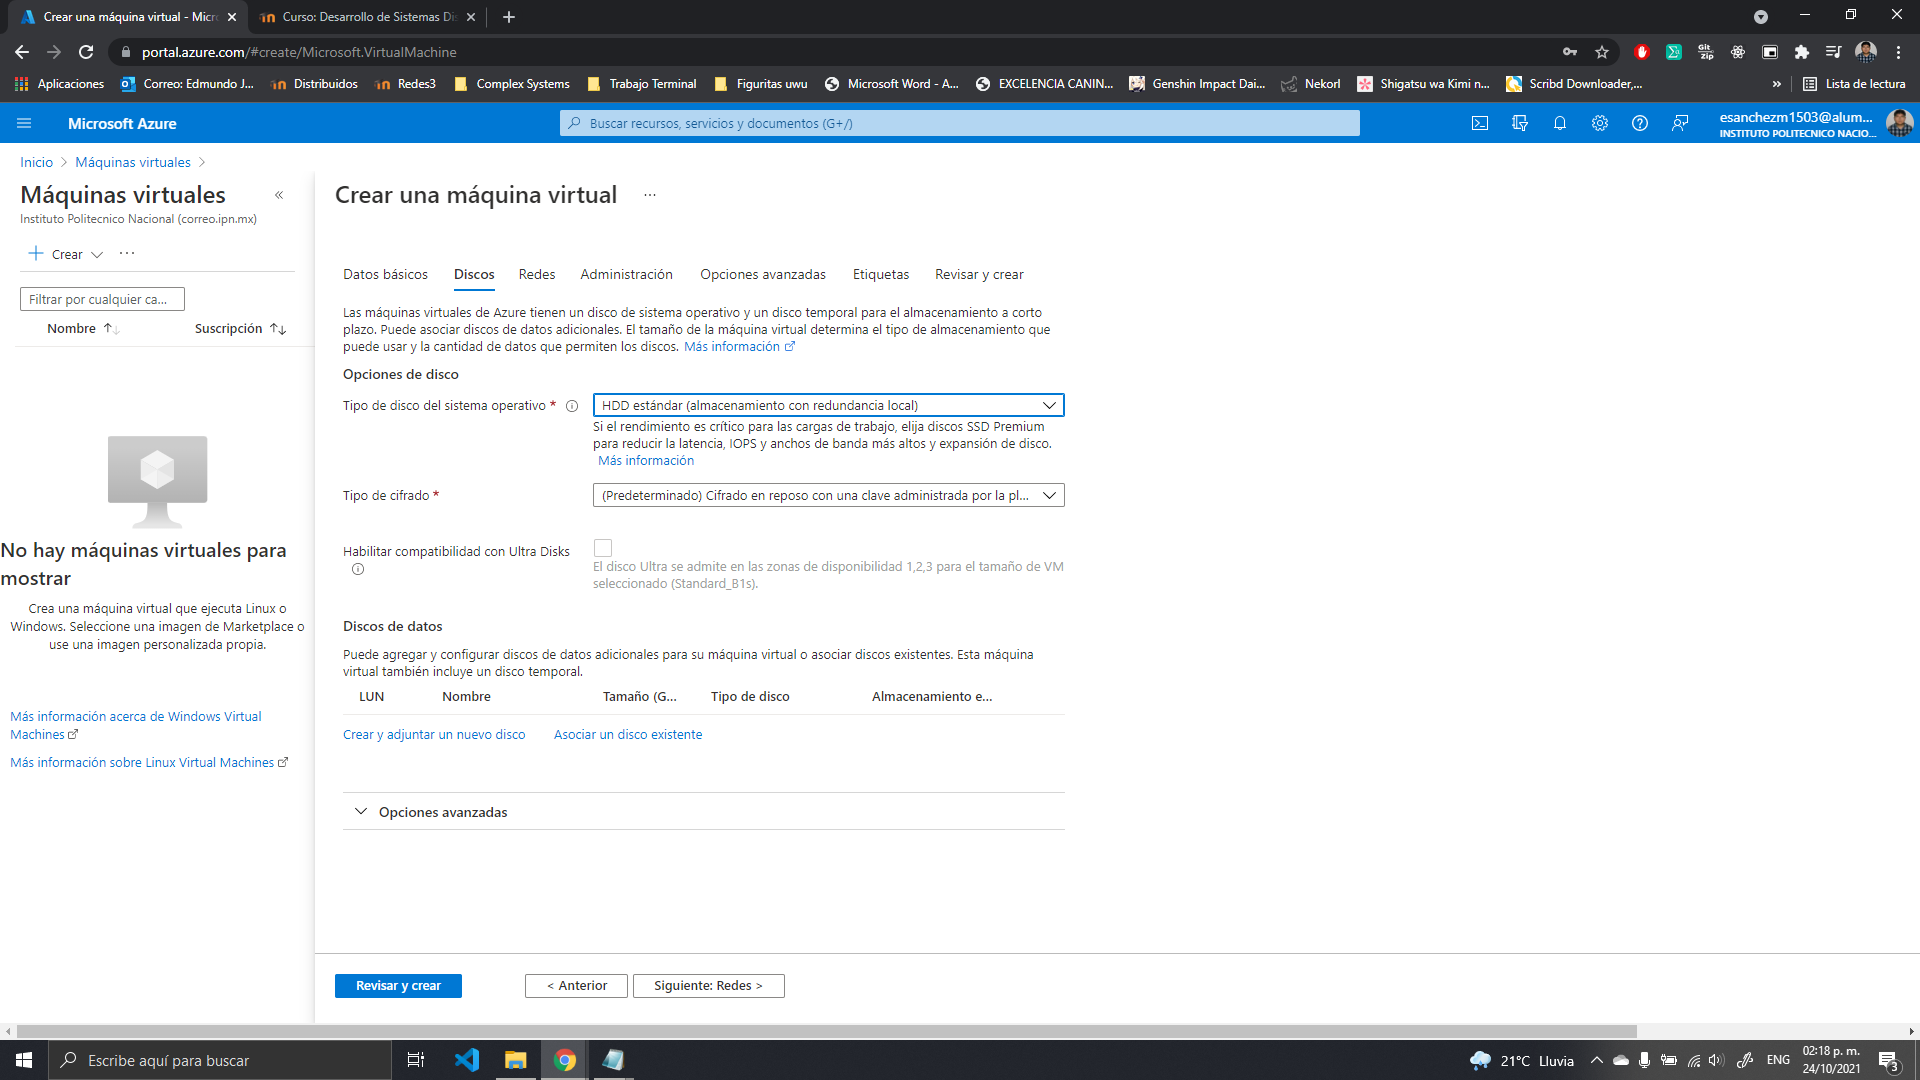 Crear una máquina virtual - Micr
Curso: Desarrollo de Sistemas Dis
portal.azure.com/#create/Microsoft.VirtualMachine
Aplicaciones
Correo: Edmundo J...
Distribuidos
Redes3
Complex Systems
Trabajo Terminal
Figuritas uwu
Microsoft Word - A...
EXCELENCIA CANIN...
Genshin Impact Dai...
Nekorl
Shigatsu wa Kimi n...
Scribd Downloader,...
»
Lista de lectura
Microsoft Azure
Buscar recursos, servicios y documentos (G+/)
esanchezm1503@alum...
INSTITUTO POLITECNICO NACIO...
Inicio > Máquinas virtuales >
Máquinas virtuales
Instituto Politecnico Nacional (correo.ipn.mx)
Crear
Filtrar por cualquier ca...
Nombre
Suscripción
No hay máquinas virtuales para
mostrar
Crea una máquina virtual que ejecuta Linux o
Windows. Seleccione una imagen de Marketplace o
use una imagen personalizada propia.
Más información acerca de Windows Virtual
Machines
Más información sobre Linux Virtual Machines
Crear una máquina virtual
Datos básicos
Discos
Redes
Administración
Opciones avanzadas
Etiquetas
Revisar y crear
Las máquinas virtuales de Azure tienen un disco de sistema operativo y un disco temporal para el almacenamiento a corto
plazo. Puede asociar discos de datos adicionales. El tamaño de la máquina virtual determina el tipo de almacenamiento que
puede usar y la cantidad de datos que permiten los discos. Más información
Opciones de disco
Tipo de disco del sistema operativo *
HDD estándar (almacenamiento con redundancia local)
Si el rendimiento es crítico para las cargas de trabajo, elija discos SSD Premium
para reducir la latencia, IOPS y anchos de banda más altos y expansión de disco.
Más información
Tipo de cifrado *
(Predeterminado) Cifrado en reposo con una clave administrada por la pl...
Habilitar compatibilidad con Ultra Disks
El disco Ultra se admite en las zonas de disponibilidad 1,2,3 para el tamaño de VM
seleccionado (Standard_B1s).
Discos de datos
Puede agregar y configurar discos de datos adicionales para su máquina virtual o asociar discos existentes. Esta máquina
virtual también incluye un disco temporal.
LUN
Nombre
Tamaño (G...
Tipo de disco
Almacenamiento e...
Crear y adjuntar un nuevo disco
Asociar un disco existente
Opciones avanzadas
Revisar y crear
< Anterior
Siguiente: Redes >
Escribe aquí para buscar
21°C Lluvia
ENG
02:18 p. m.
24/10/2021
3